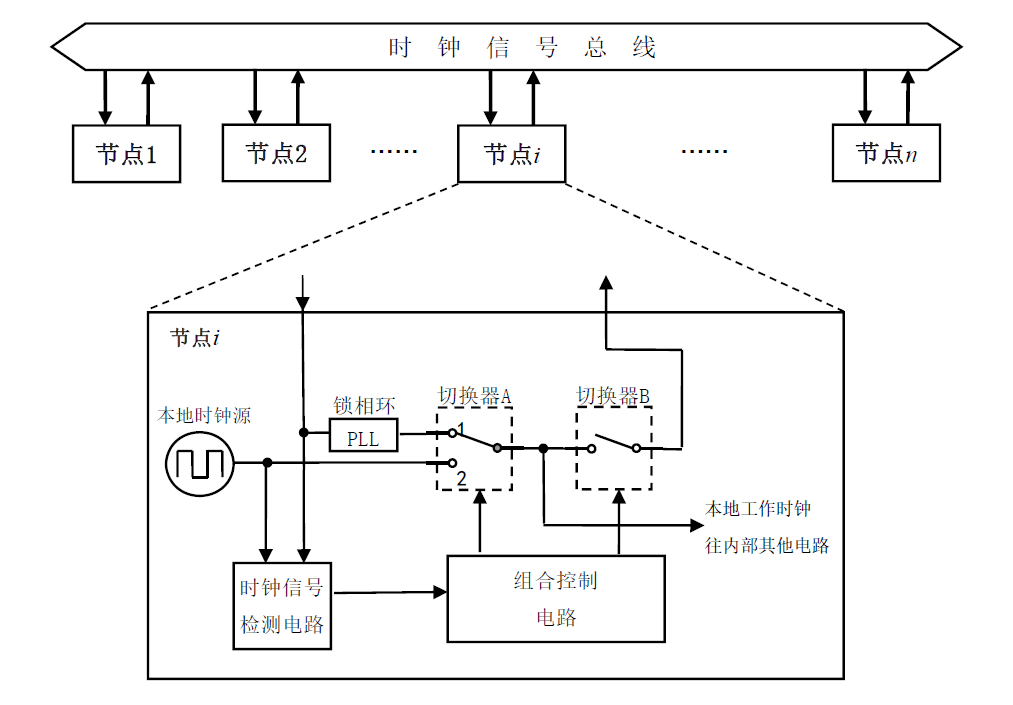 时钟信号总线
节点1
节点2
……
节点i
……
节点n
节点i
本地时钟源
锁相环
PLL
切换器A
1
2
切换器B
本地工作时钟
往内部其他电路
时钟信号
检测电路
组合控制
电路